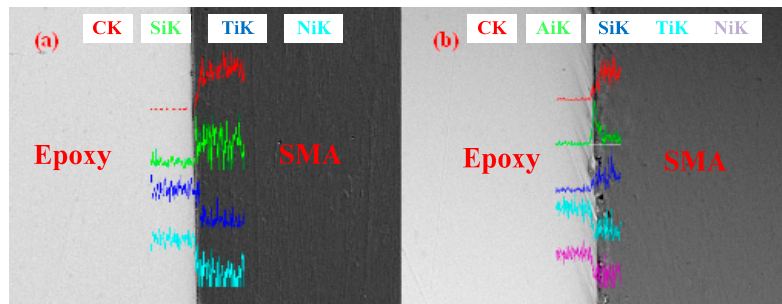 (a) CK SiK TiK NiK
Epoxy SMA
(b) CK AiK SiK TiK NiK
Epoxy SMA